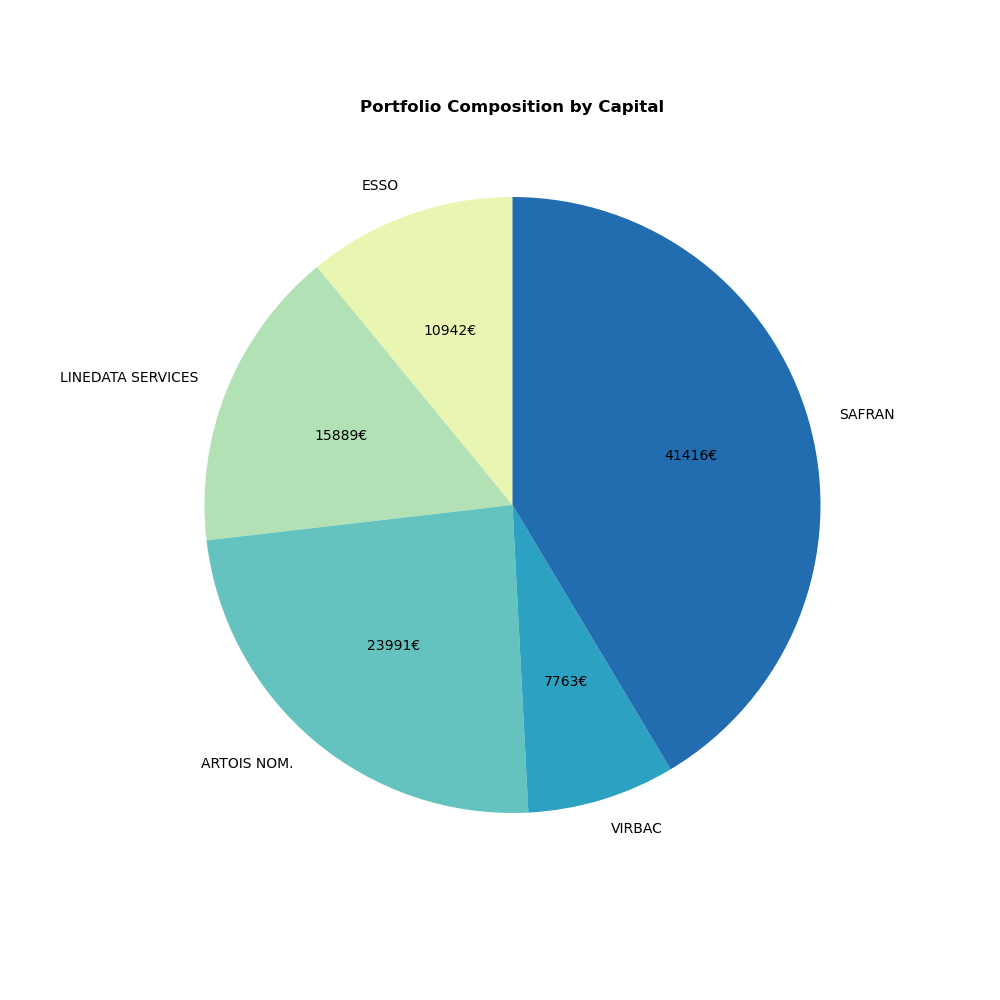 Portfolio Composition by Capital
ESSO
10942€
LINEDATA SERVICES
SAFRAN
15889€
41416€
23991€
7763€
ARTOIS NOM.
VIRBAC